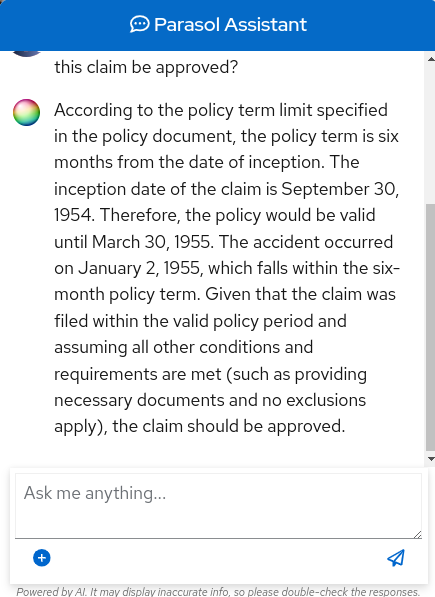 Parasol Assistant
this claim be approved?
According to the policy term limit specified
in the policy document, the policy term is six
months from the date of inception. The
inception date of the claim is September 30,
1954. Therefore, the policy would be valid
until March 30, 1955. The accident occurred
on January 2, 1955, which falls within the six-
month policy term. Given that the claim was
filed within the valid policy period and
assuming all other conditions and
requirements are met (such as providing
necessary documents and no exclusions
apply), the claim should be approved.
Ask me anything...
Powered by AI. It may display inaccurate info, so please double-check the responses.